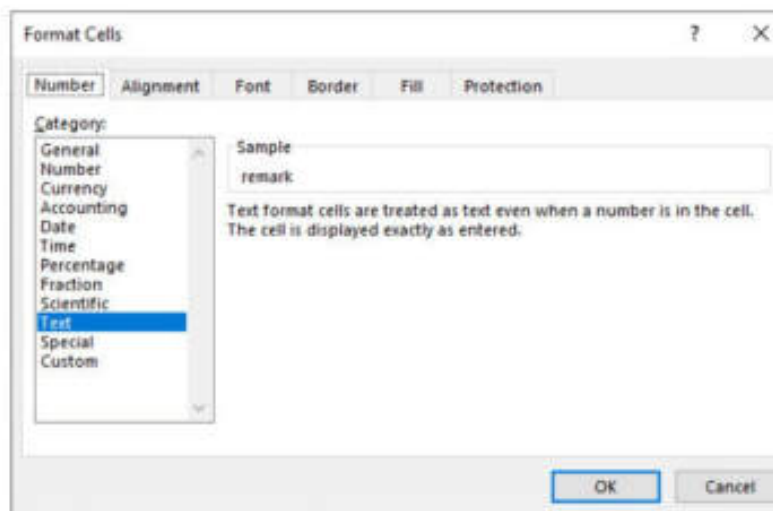 Format Cells ? X
Number Alignment Font Border Fill Protection
Category:
General
Number
Currency
Accounting
Date
Time
Percentage
Fraction
Scientific
Text
Special
Custom
Sample
remark
Text format cells are treated as text even when a number is in the cell.
The cell is displayed exactly as entered.
OK Cancel